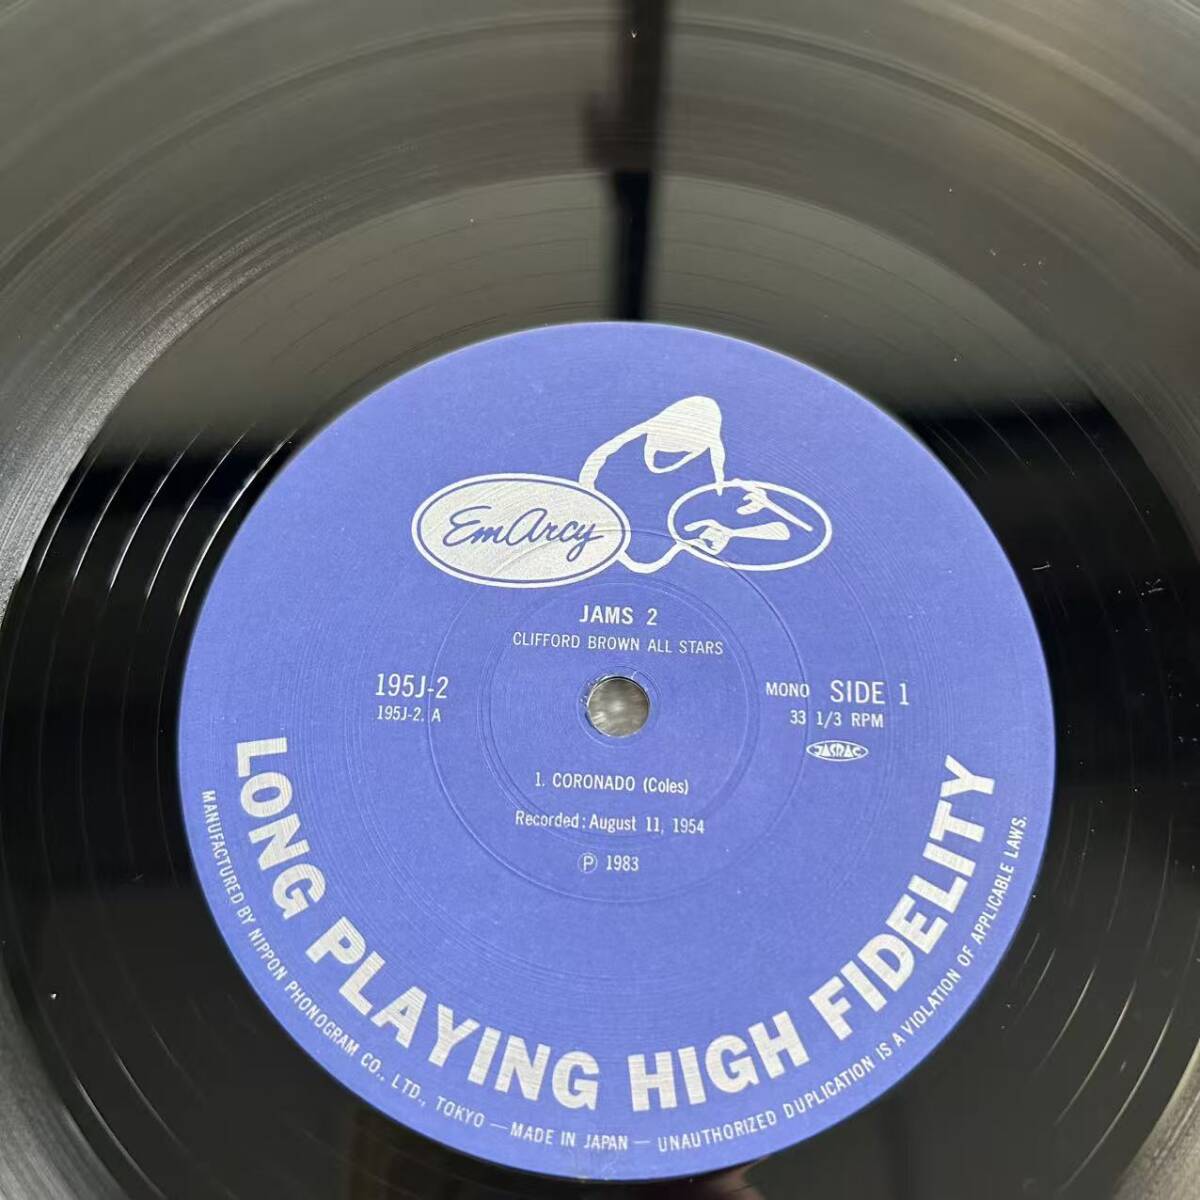 EmArcy
JAMS 2
CLIFFORD BROWN ALL STARS
195J-2
195J-2. A
MONO SIDE 1
33 1/3 RPM
JASRAC
1. CORONADO (Coles)
Recorded: August 11, 1954
Ⓟ 1983
LONG PLAYING HIGH FIDELITY
MANUFACTURED BY NIPPON PHONOGRAM CO., LTD., TOKYO — MADE IN JAPAN — UNAUTHORIZED DUPLICATION IS A VIOLATION OF APPLICABLE LAWS.